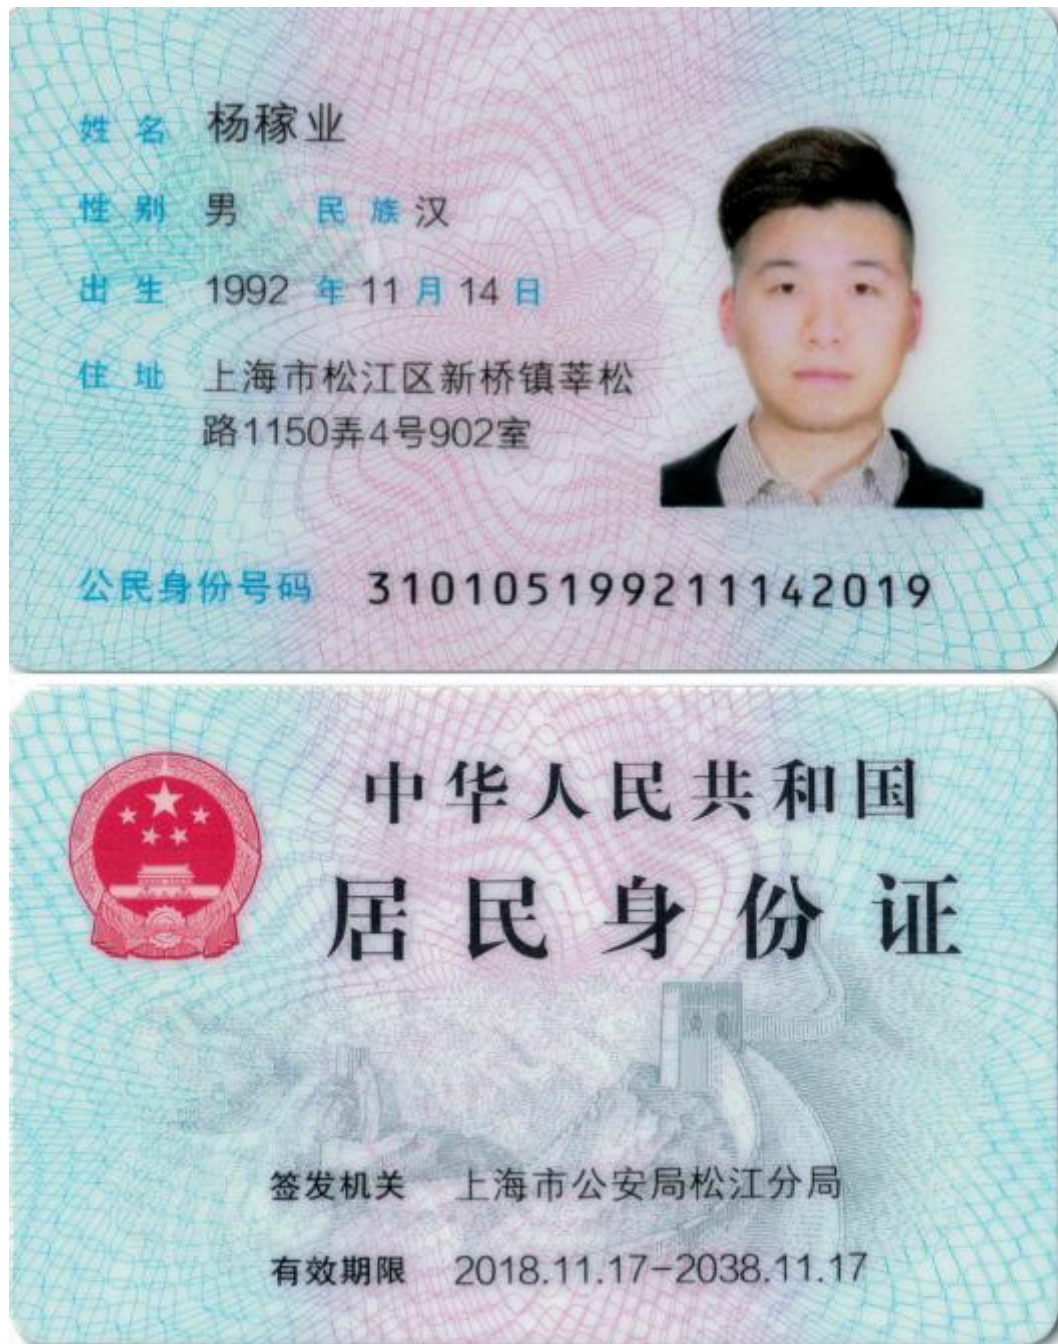 姓名 杨稼业
性别 男 民族 汉
出生 1992 年 11 月 14 日
住址 上海市松江区新桥镇莘松
路1150弄4号902室
公民身份号码 310105199211142019
中华人民共和国
居民身份证
签发机关 上海市公安局松江分局
有效期限 2018.11.17-2038.11.17